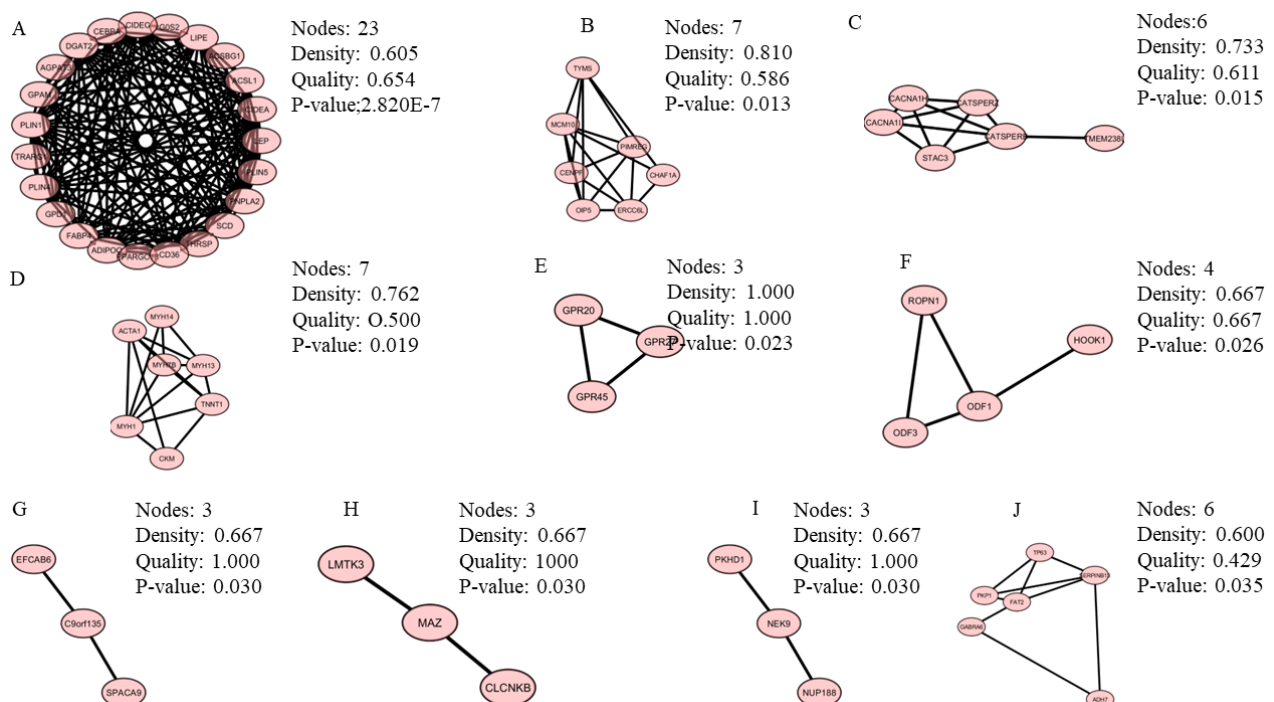 A
CIDEC
G0S2
LIPE
ACSBG1
ACSL1
CIDEA
LEP
PLIN5
PNPLA2
SCD
THRSP
CD36
ADIPOQ
FABP4
GPD1
PLIN4
PLIN1
GPAM
DGAT2
CEBPA
Nodes: 23
Density: 0.605
Quality: 0.654
P-value;2.820E-7
B
TYMS
MCM10
PIMREG
CENPF
CHAF1A
OIP5
ERCC6L
Nodes: 7
Density: 0.810
Quality: 0.586
P-value: 0.013
C
CACNA1H
CATSPERZ
CACNA1I
STAC3
Nodes:6
Density: 0.733
Quality: 0.611
P-value: 0.015
D
MYH14
ACTA1
MYH7B
MYH13
TNNT1
MYH1
CKM
Nodes: 7
Density: 0.762
Quality: O.500
P-value: 0.019
E
GPR20
GPR45
Nodes: 3
Density: 1.000
Quality: 1.000
P-value: 0.023
F
ROPN1
HOOK1
ODF1
ODF3
Nodes: 4
Density: 0.667
Quality: 0.667
P-value: 0.026
G
EFCAB6
C9orf135
SPACA9
Nodes: 3
Density: 0.667
Quality: 1.000
P-value: 0.030
H
LMTK3
MAZ
CLCNKB
Nodes: 3
Density: 0.667
Quality: 1000
P-value: 0.030
I
PKHD1
NEK9
NUP188
Nodes: 3
Density: 0.667
Quality: 1.000
P-value: 0.030
J
TP63
PKP1
FAT2
GABRA6
ADH7
Nodes: 6
Density: 0.600
Quality: 0.429
P-value: 0.035